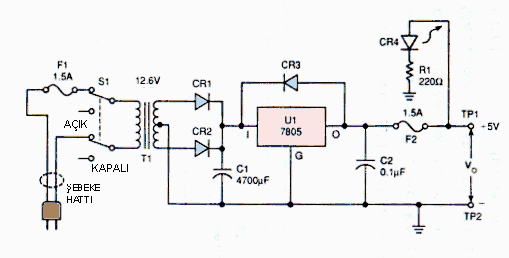 F1
1.5A
S1
12.6V
AÇIK
KAPALI
ŞEBEKE
HATTI
T1
CR1
CR2
C1
4700µF
CR3
U1
7805
I
O
G
C2
0.1µF
CR4
R1
220Ω
1.5A
F2
TP1
+5V
Vo
−
TP2